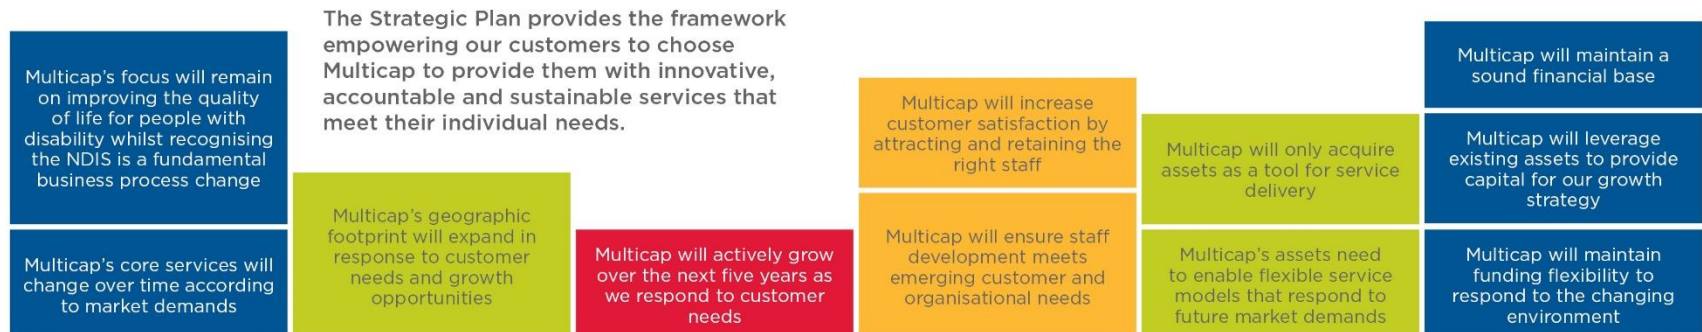 The Strategic Plan provides the framework
empowering our customers to choose
Multicap to provide them with innovative,
accountable and sustainable services that
meet their individual needs.
Multicap's focus will remain
on improving the quality
of life for people with
disability whilst recognising
the NDIS is a fundamental
business process change
Multicap's core services will
change over time according
to market demands
Multicap's geographic
footprint will expand in
response to customer
needs and growth
opportunities
Multicap will actively grow
over the next five years as
we respond to customer
needs
Multicap will increase
customer satisfaction by
attracting and retaining the
right staff
Multicap will ensure staff
development meets
emerging customer and
organisational needs
Multicap will only acquire
assets as a tool for service
delivery
Multicap's assets need
to enable flexible service
models that respond to
future market demands
Multicap will maintain a
sound financial base
Multicap will leverage
existing assets to provide
capital for our growth
strategy
Multicap will maintain
funding flexibility to
respond to the changing
environment